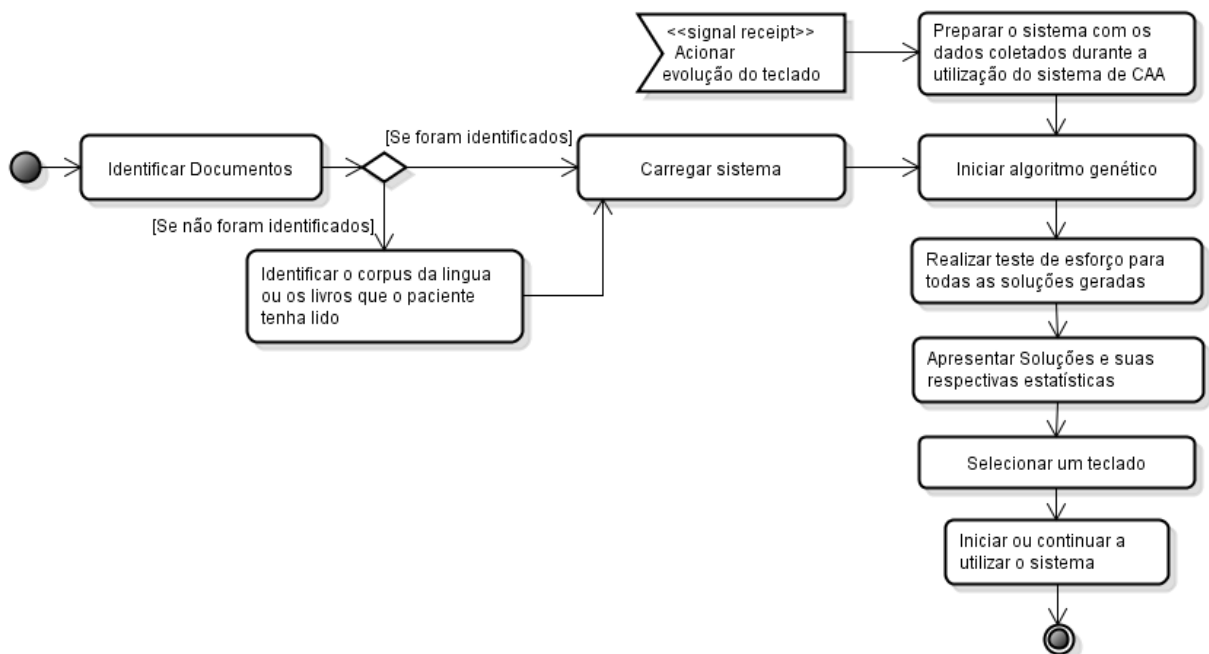 <<signal receipt>>
Acionar
evolução do teclado
Preparar o sistema com os
dados coletados durante a
utilização do sistema de CAA
[Se foram identificados]
Identificar Documentos
Carregar sistema
Iniciar algoritmo genético
[Se não foram identificados]
Identificar o corpus da lingua
ou os livros que o paciente
tenha lido
Realizar teste de esforço para
todas as soluções geradas
Apresentar Soluções e suas
respectivas estatísticas
Selecionar um teclado
Iniciar ou continuar a
utilizar o sistema